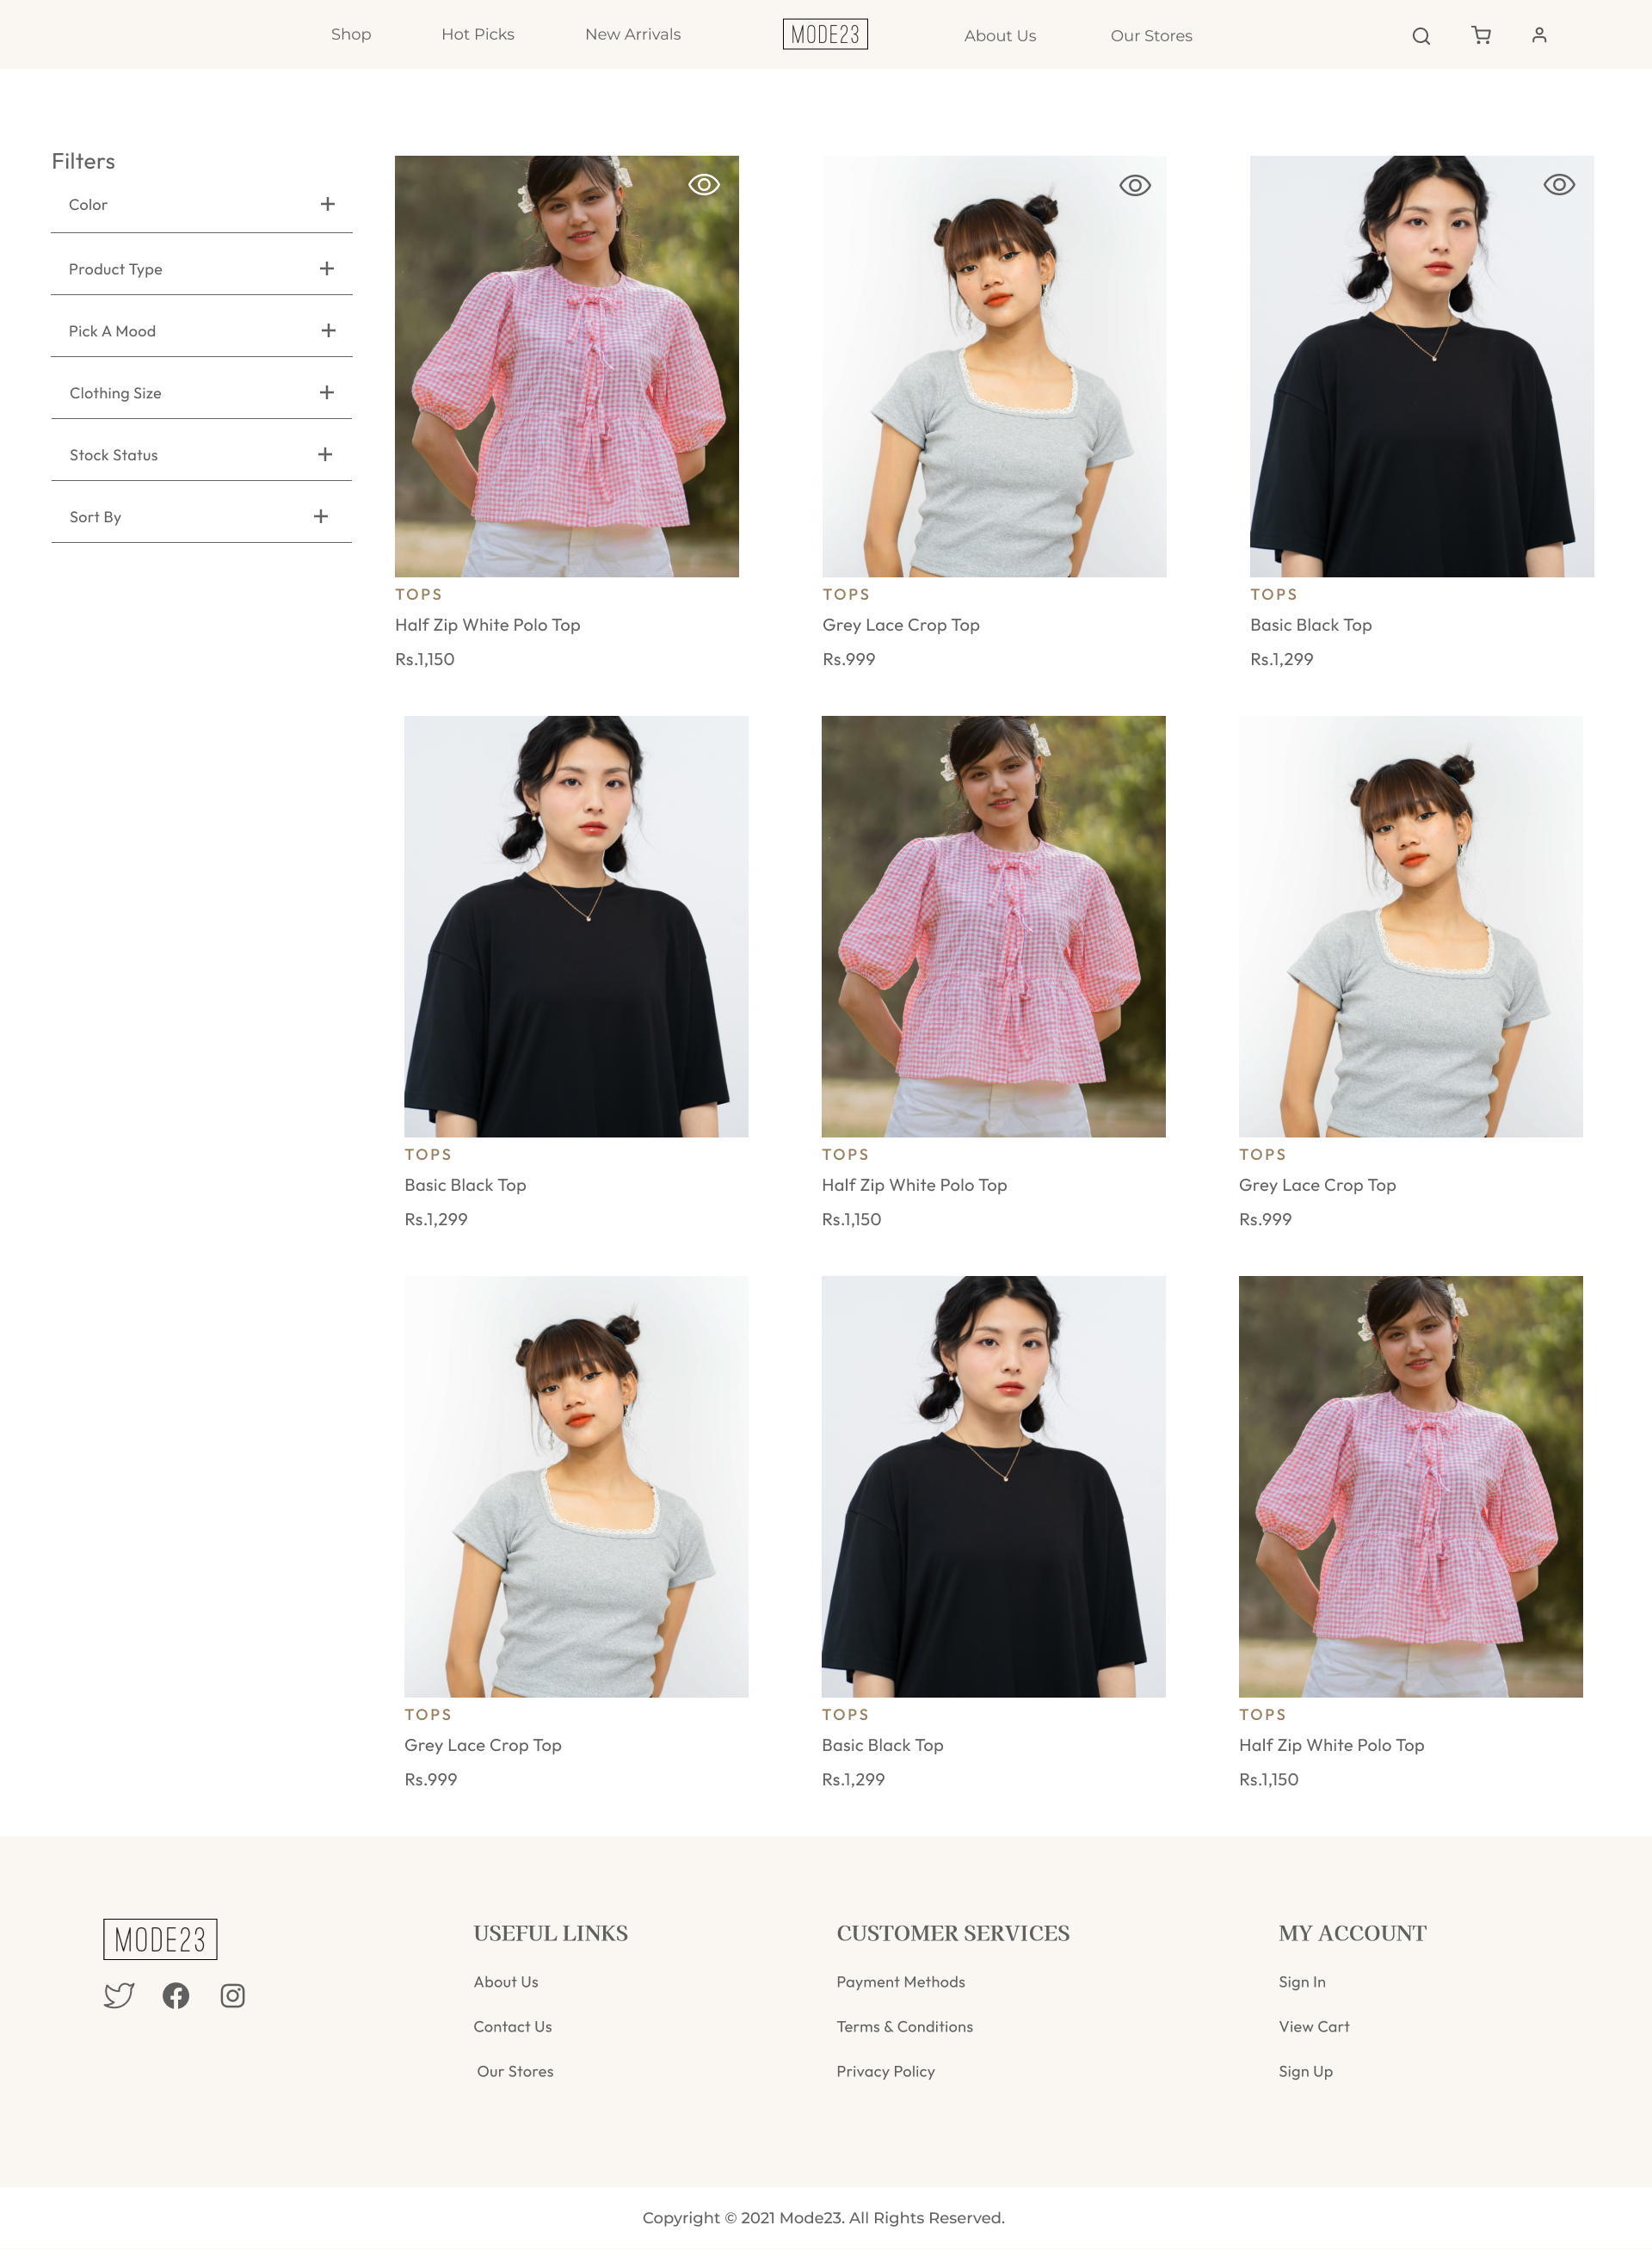 Shop Hot Picks New Arrivals MODE23 About Us Our Stores
Filters
Color
Product Type
Pick A Mood
Clothing Size
Stock Status
Sort By
TOPS TOPS TOPS
Half Zip White Polo Top Grey Lace Crop Top Basic Black Top
Rs.1,150 Rs.999 Rs.1,299
TOPS TOPS TOPS
Basic Black Top Half Zip White Polo Top Grey Lace Crop Top
Rs.1,299 Rs.1,150 Rs.999
TOPS TOPS TOPS
Grey Lace Crop Top Basic Black Top Half Zip White Polo Top
Rs.999 Rs.1,299 Rs.1,150
MODE23 USEFUL LINKS CUSTOMER SERVICES MY ACCOUNT
About Us Payment Methods Sign In
Contact Us Terms & Conditions View Cart
Our Stores Privacy Policy Sign Up
Copyright © 2021 Mode23. All Rights Reserved.